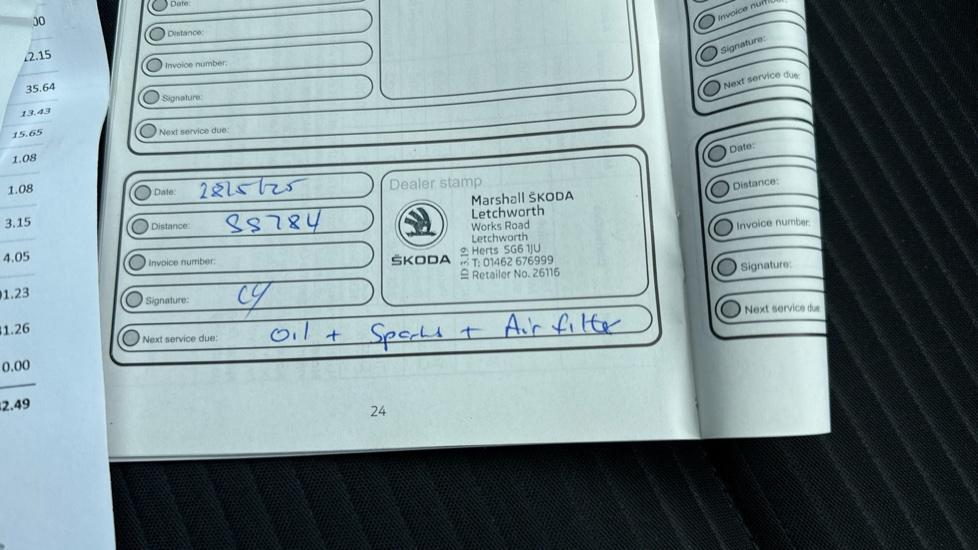 00
2.15
35.64
13.43
15.65
1.08
1.08
3.15
4.05
1.23
1.26
0.00
2.49
Date:
Distance:
Invoice number:
Signature:
Next service due:
Date: 28/5/25
Distance: 88784
Invoice number:
Signature: CY
Next service due: Oil + Sparks + Air filter
Dealer stamp
ŠKODA
Marshall ŠKODA
Letchworth
Works Road
Letchworth
Herts SG6 1JU
T: 01462 676999
Retailer No. 26116
24
Invoice number:
Signature:
Next service due:
Date:
Distance:
Invoice number:
Signature:
Next service due